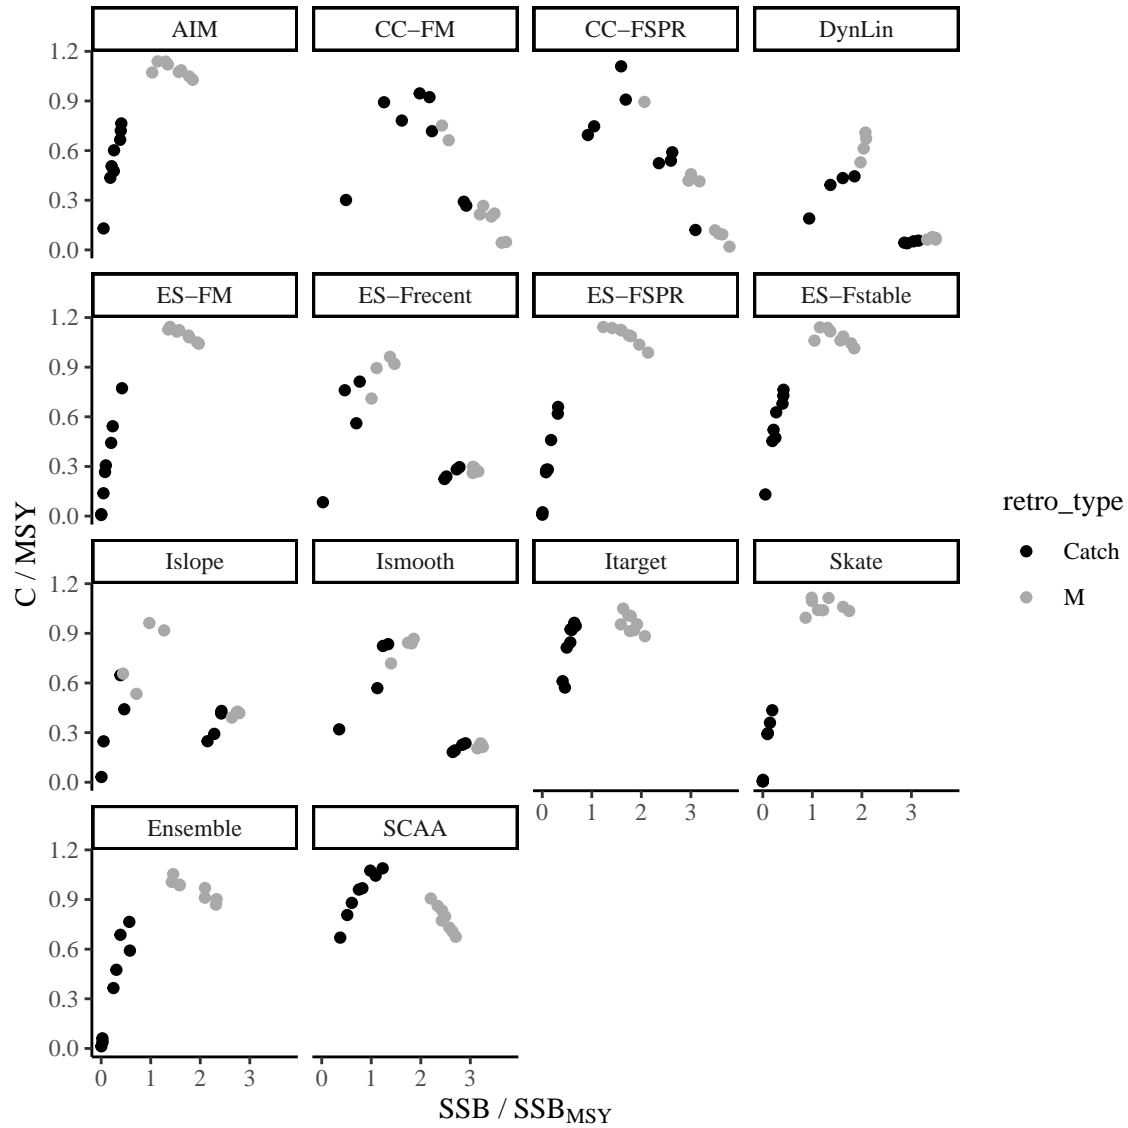 AIM CC−FM CC−FSPR DynLin
1.2
0.9
0.6
0.3
0.0
ES−FM ES−Frecent ES−FSPR ES−Fstable
1.2
0.9
0.6
0.3
0.0
C / MSY
retro_type
Catch
M
Islope Ismooth Itarget Skate
1.2
0.9
0.6
0.3
0.0
0 1 2 3 0 1 2 3
Ensemble SCAA
1.2
0.9
0.6
0.3
0.0
0 1 2 3 0 1 2 3
SSB / SSBMSY